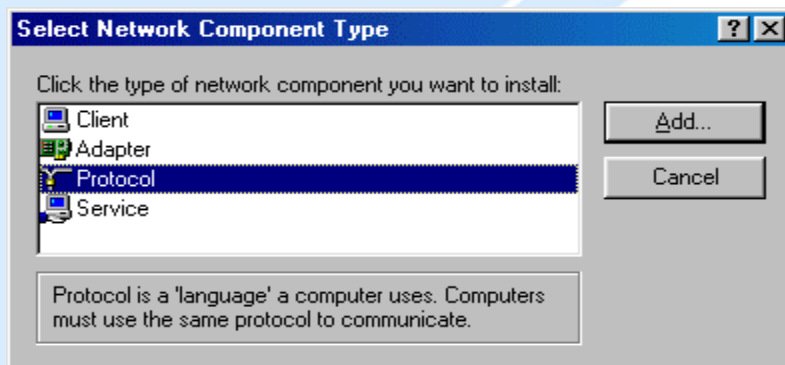 Select Network Component Type
Click the type of network component you want to install:
Client
Adapter
Protocol
Service
Add...
Cancel
Protocol is a 'language' a computer uses. Computers
must use the same protocol to communicate.